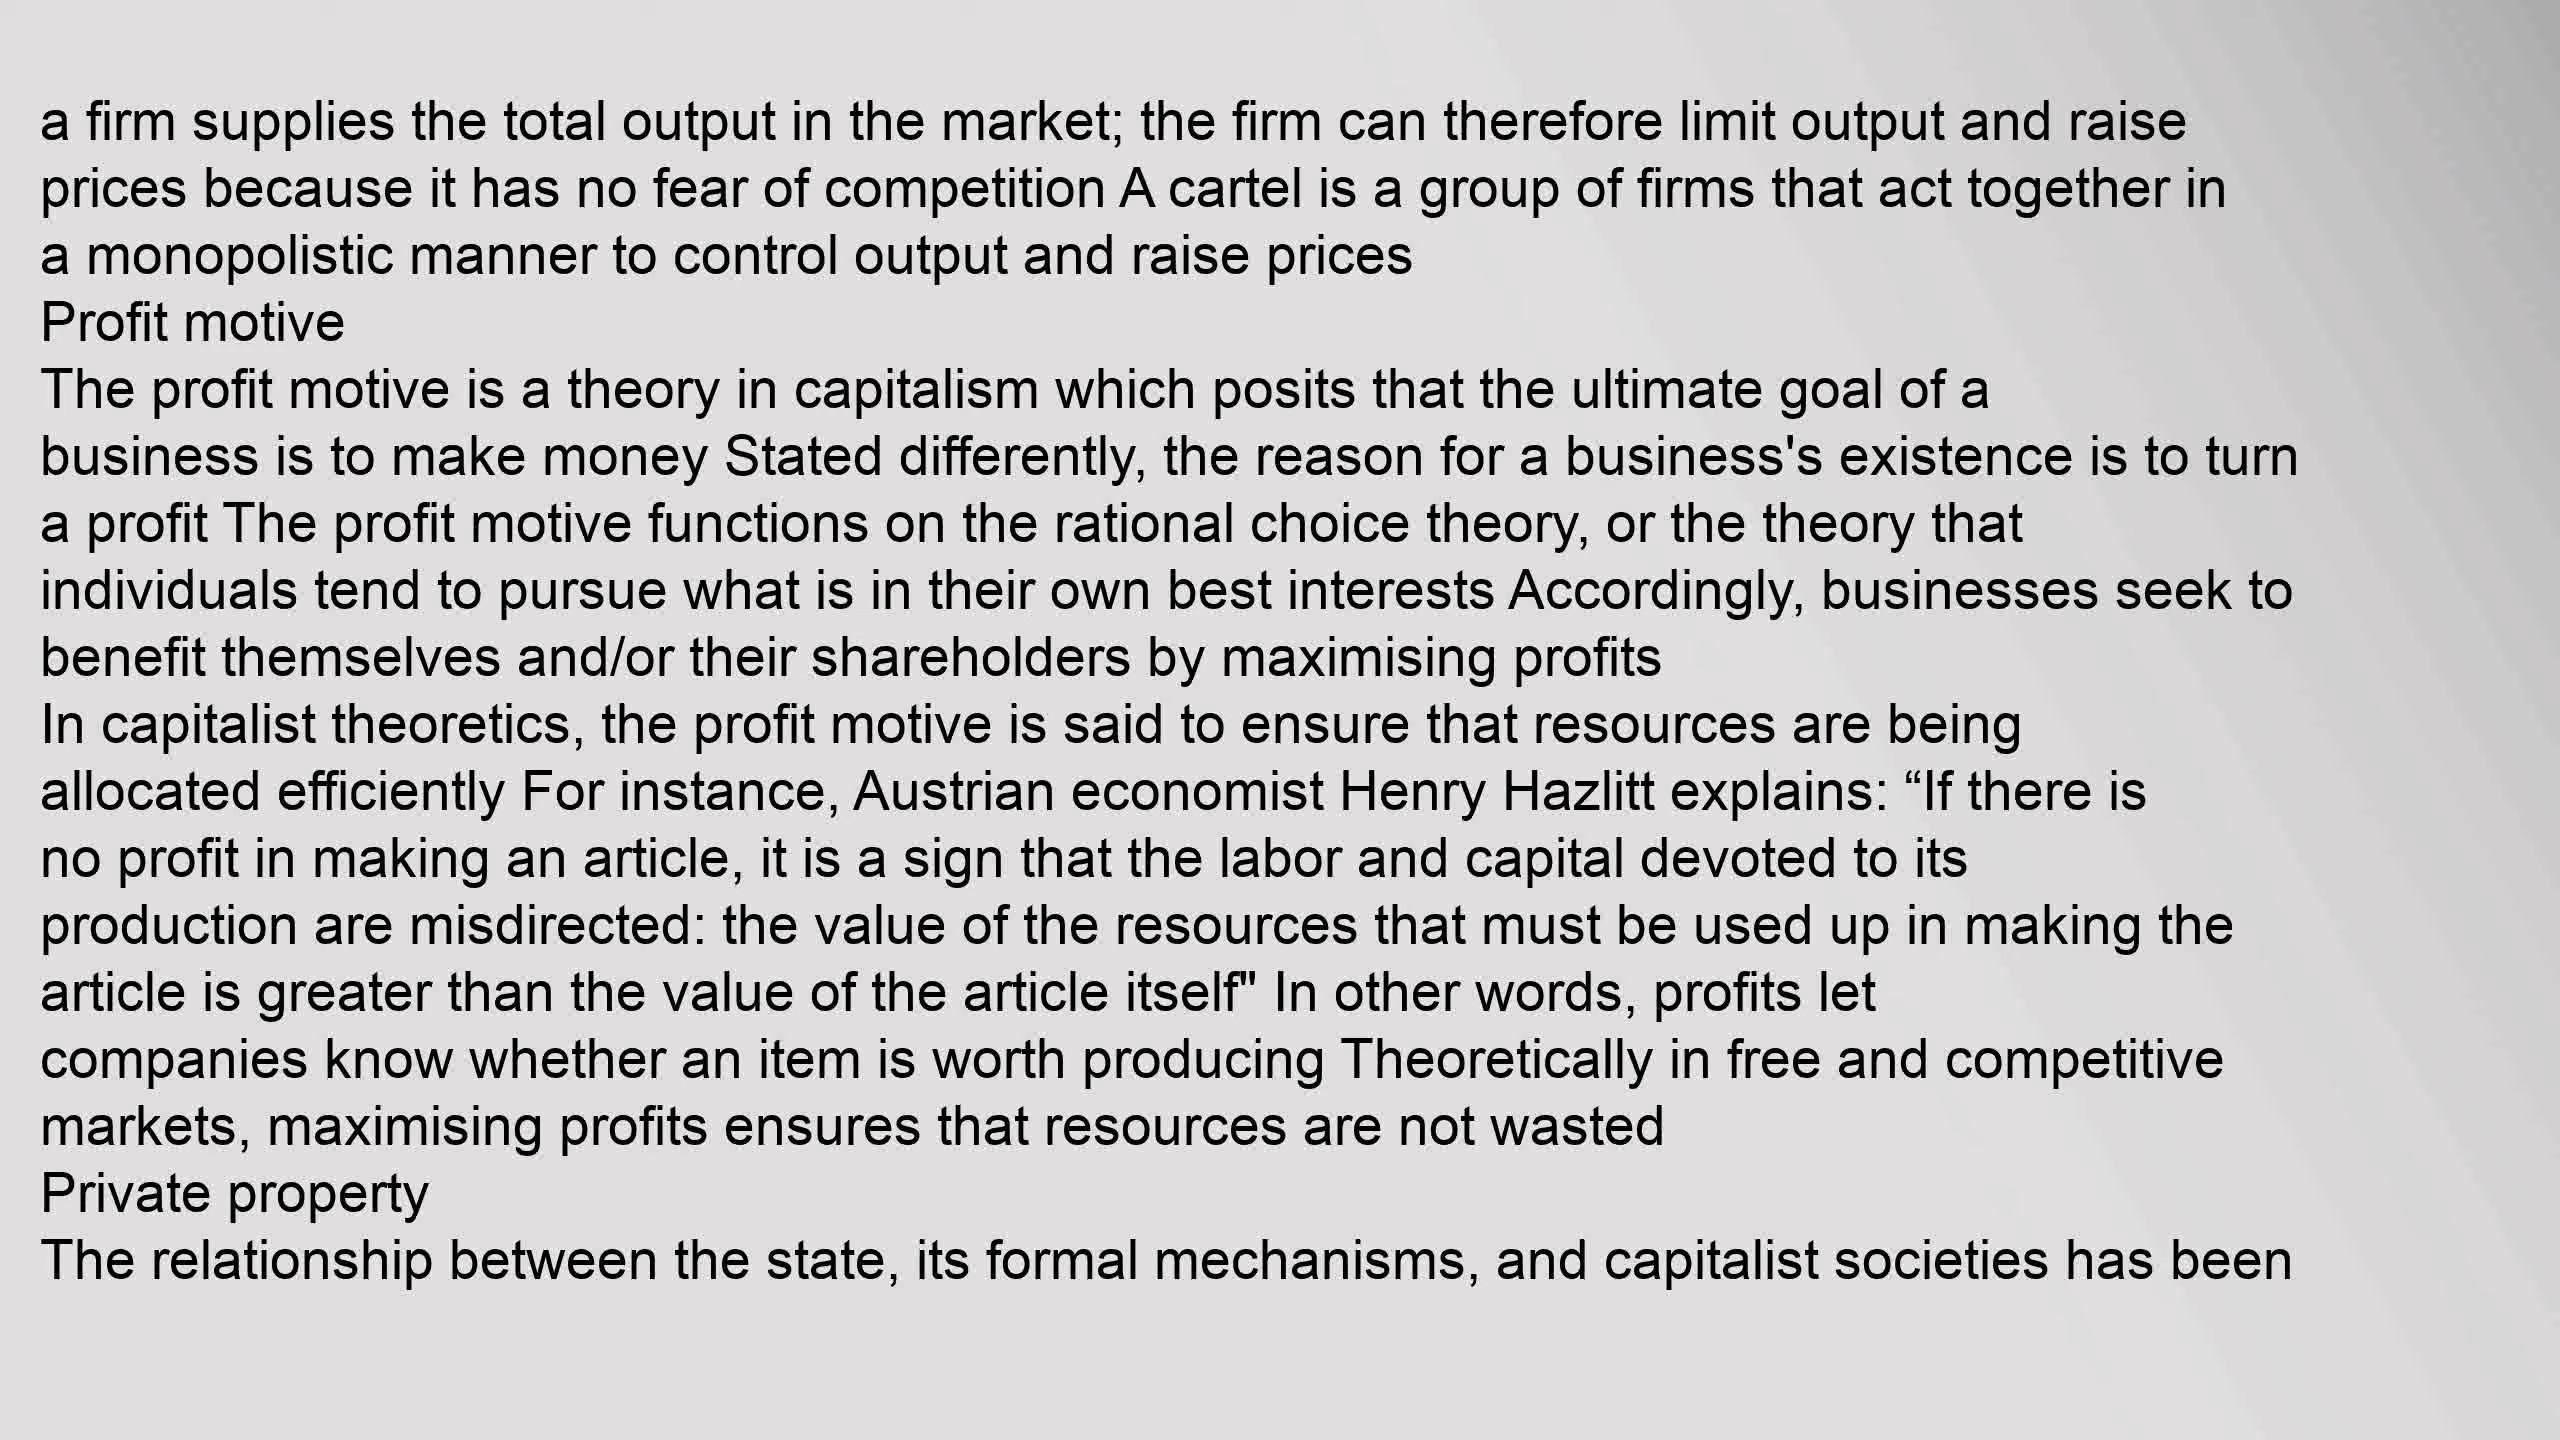 a firm supplies the total output in the market; the firm can therefore limit output and raise
prices because it has no fear of competition A cartel is a group of firms that act together in
a monopolistic manner to control output and raise prices
Profit motive
The profit motive is a theory in capitalism which posits that the ultimate goal of a
business is to make money Stated differently, the reason for a business's existence is to turn
a profit The profit motive functions on the rational choice theory, or the theory that
individuals tend to pursue what is in their own best interests Accordingly, businesses seek to
benefit themselves and/or their shareholders by maximising profits
In capitalist theoretics, the profit motive is said to ensure that resources are being
allocated efficiently For instance, Austrian economist Henry Hazlitt explains: “If there is
no profit in making an article, it is a sign that the labor and capital devoted to its
production are misdirected: the value of the resources that must be used up in making the
article is greater than the value of the article itself" In other words, profits let
companies know whether an item is worth producing Theoretically in free and competitive
markets, maximising profits ensures that resources are not wasted
Private property
The relationship between the state, its formal mechanisms, and capitalist societies has been